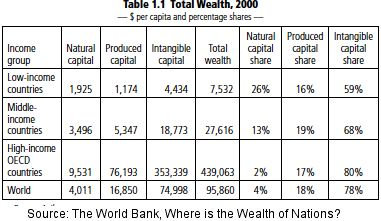 Table 1.1 Total Wealth, 2000
— $ per capita and percentage shares —
Income group Natural capital Produced capital Intangible capital Total wealth Natural capital share Produced capital share Intangible capital share
Low-income countries 1,925 1,174 4,434 7,532 26% 16% 59%
Middle-income countries 3,496 5,347 18,773 27,616 13% 19% 68%
High-income OECD countries 9,531 76,193 353,339 439,063 2% 17% 80%
World 4,011 16,850 74,998 95,860 4% 18% 78%
Source: The World Bank, Where is the Wealth of Nations?